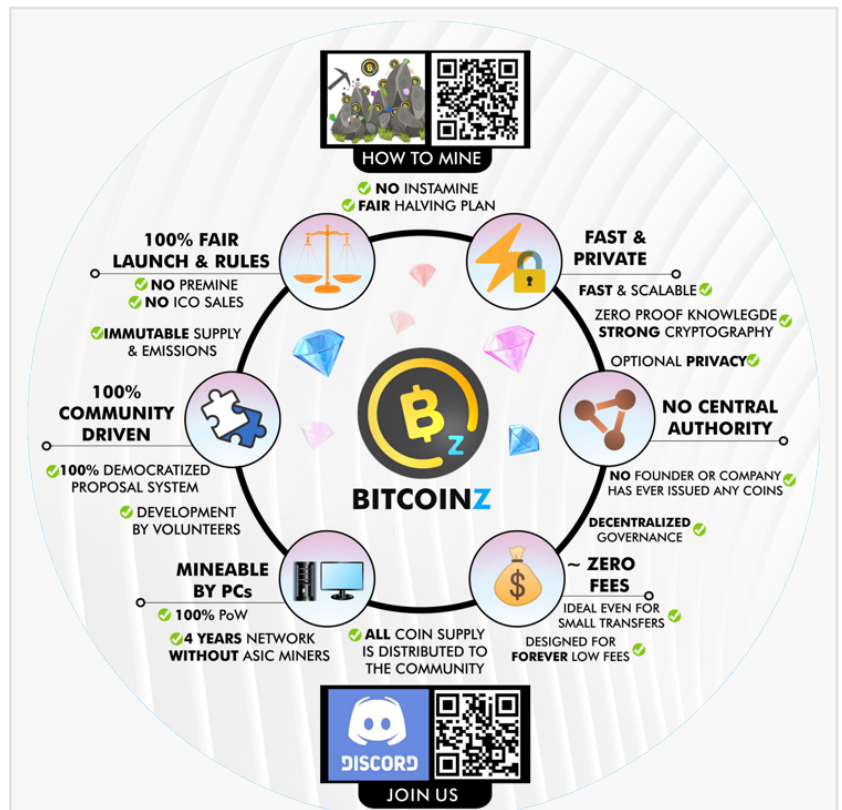 HOW TO MINE
NO INSTAMINE
FAIR HALVING PLAN
100% FAIR
LAUNCH & RULES
NO PREMINE
NO ICO SALES
IMMUTABLE SUPPLY
& EMISSIONS
FAST &
PRIVATE
FAST & SCALABLE
ZERO PROOF KNOWLEGDE
STRONG CRYPTOGRAPHY
OPTIONAL PRIVACY
100%
COMMUNITY
DRIVEN
100% DEMOCRATIZED
PROPOSAL SYSTEM
DEVELOPMENT
BY VOLUNTEERS
BITCOINZ
NO CENTRAL
AUTHORITY
NO FOUNDER OR COMPANY
HAS EVER ISSUED ANY COINS
DECENTRALIZED
GOVERNANCE
MINEABLE
BY PCs
100% PoW
4 YEARS NETWORK
WITHOUT ASIC MINERS
ALL COIN SUPPLY
IS DISTRIBUTED TO
THE COMMUNITY
~ ZERO
FEES
IDEAL EVEN FOR
SMALL TRANSFERS
DESIGNED FOR
FOREVER LOW FEES
DISCORD
JOIN US